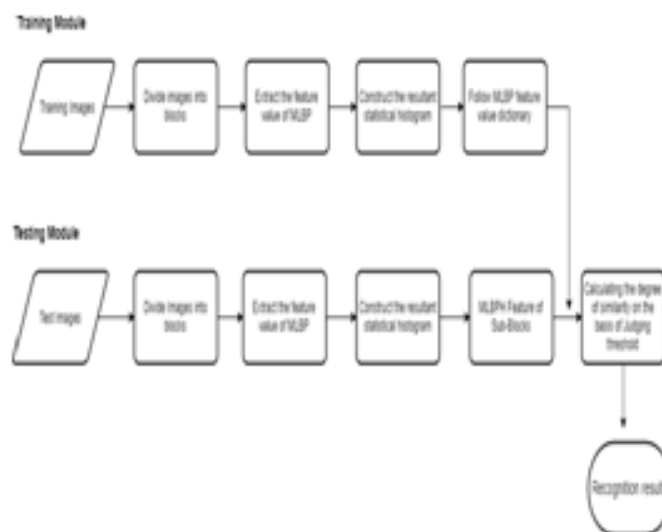 Training Module
Training Images
Divide images into
blocks
Extract the feature
value of MLBP
Construct the resultant
statistical histogram
Follow MLBP feature
value dictionary
Testing Module
Test Images
Divide Images into
blocks
Extract the feature
value of MLBP
Construct the resultant
statistical histogram
MLBPH Feature of
Sub-Blocks
Calculating the degree
of similarity on the
basis of Judging
threshold
Recognition result